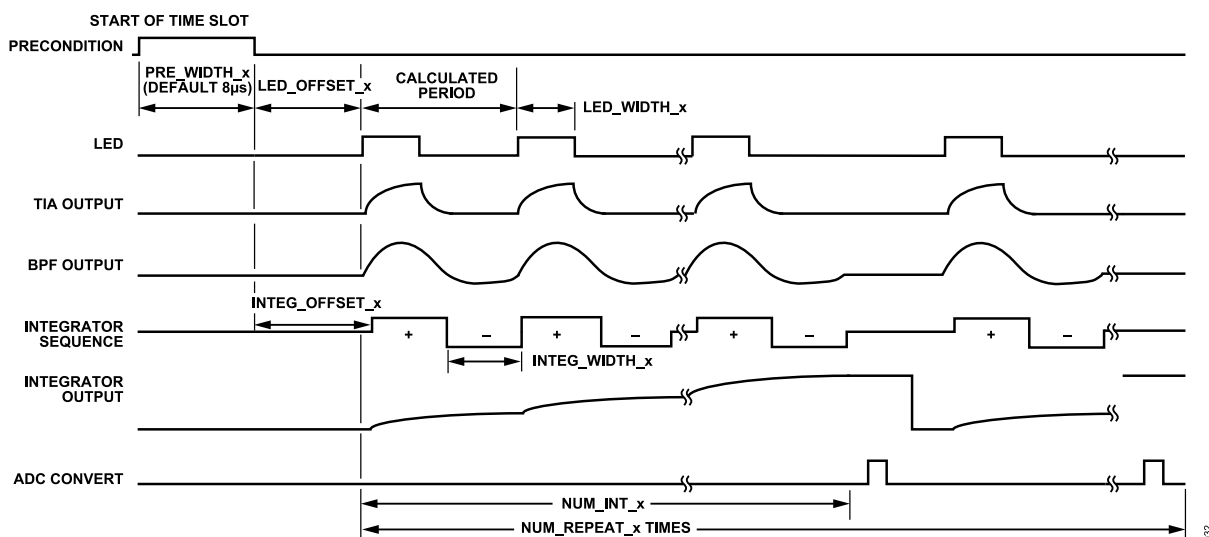 START OF TIME SLOT
PRECONDITION
PRE_WIDTH_x
(DEFAULT 8µs)
LED_OFFSET_x
CALCULATED
PERIOD
LED_WIDTH_x
LED
TIA OUTPUT
BPF OUTPUT
INTEG_OFFSET_x
INTEGRATOR
SEQUENCE
+ – + – + – + –
INTEG_WIDTH_x
INTEGRATOR
OUTPUT
ADC CONVERT
NUM_INT_x
NUM_REPEAT_x TIMES